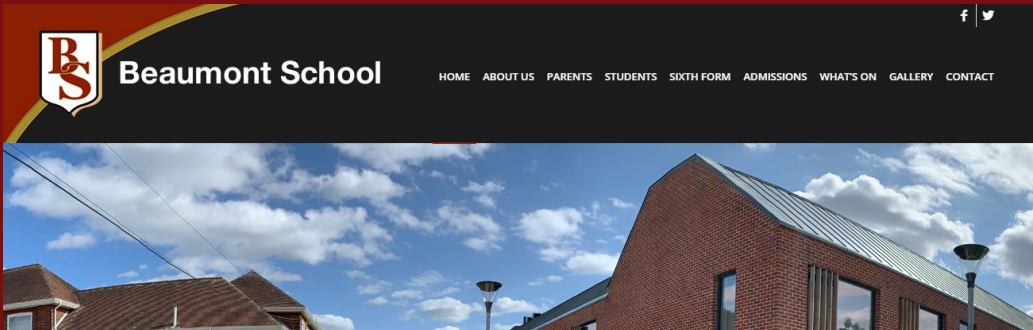 BS
Beaumont School
HOME ABOUT US PARENTS STUDENTS SIXTH FORM ADMISSIONS WHAT'S ON GALLERY CONTACT